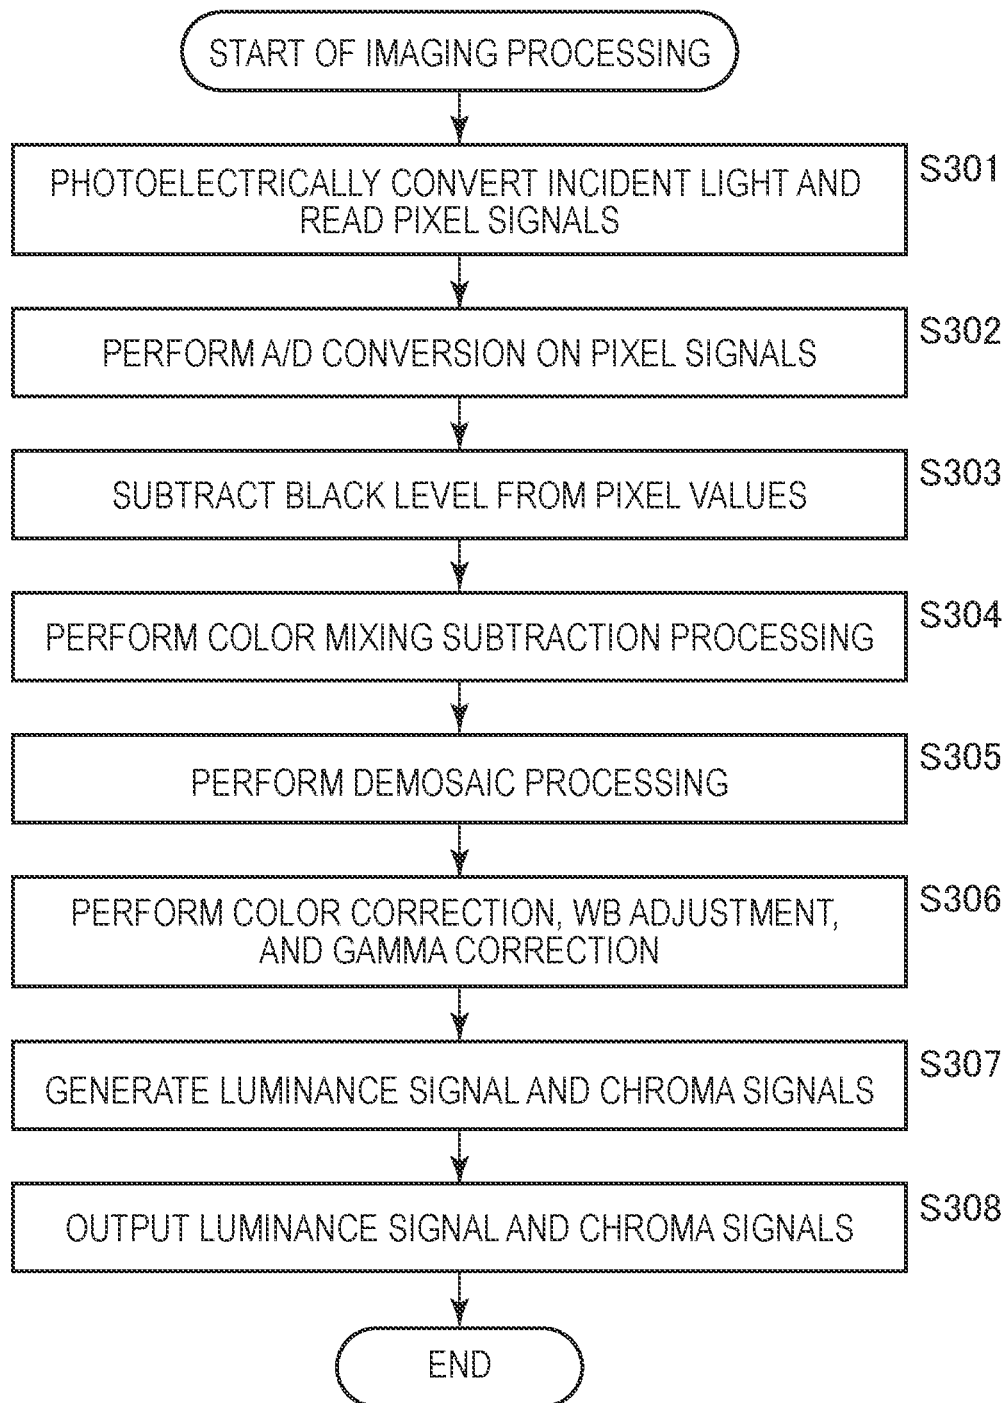 START OF IMAGING PROCESSING
S301
PHOTOELECTRICALLY CONVERT INCIDENT LIGHT AND
READ PIXEL SIGNALS
S302
PERFORM A/D CONVERSION ON PIXEL SIGNALS
S303
SUBTRACT BLACK LEVEL FROM PIXEL VALUES
S304
PERFORM COLOR MIXING SUBTRACTION PROCESSING
S305
PERFORM DEMOSAIC PROCESSING
S306
PERFORM COLOR CORRECTION, WB ADJUSTMENT,
AND GAMMA CORRECTION
S307
GENERATE LUMINANCE SIGNAL AND CHROMA SIGNALS
S308
OUTPUT LUMINANCE SIGNAL AND CHROMA SIGNALS
END